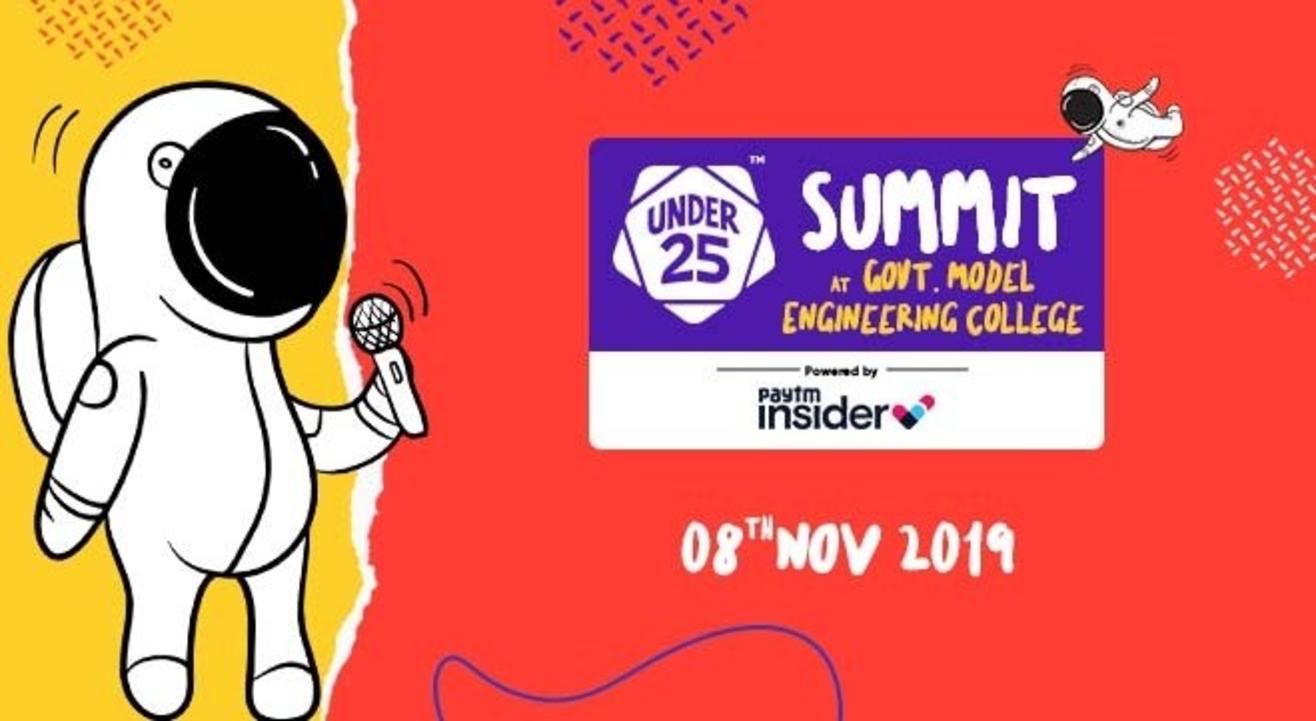 UNDER
25
TM
SUMMIT
AT GOVT. MODEL
ENGINEERING COLLEGE
Powered by
paytm
insider
08TH NOV 2019